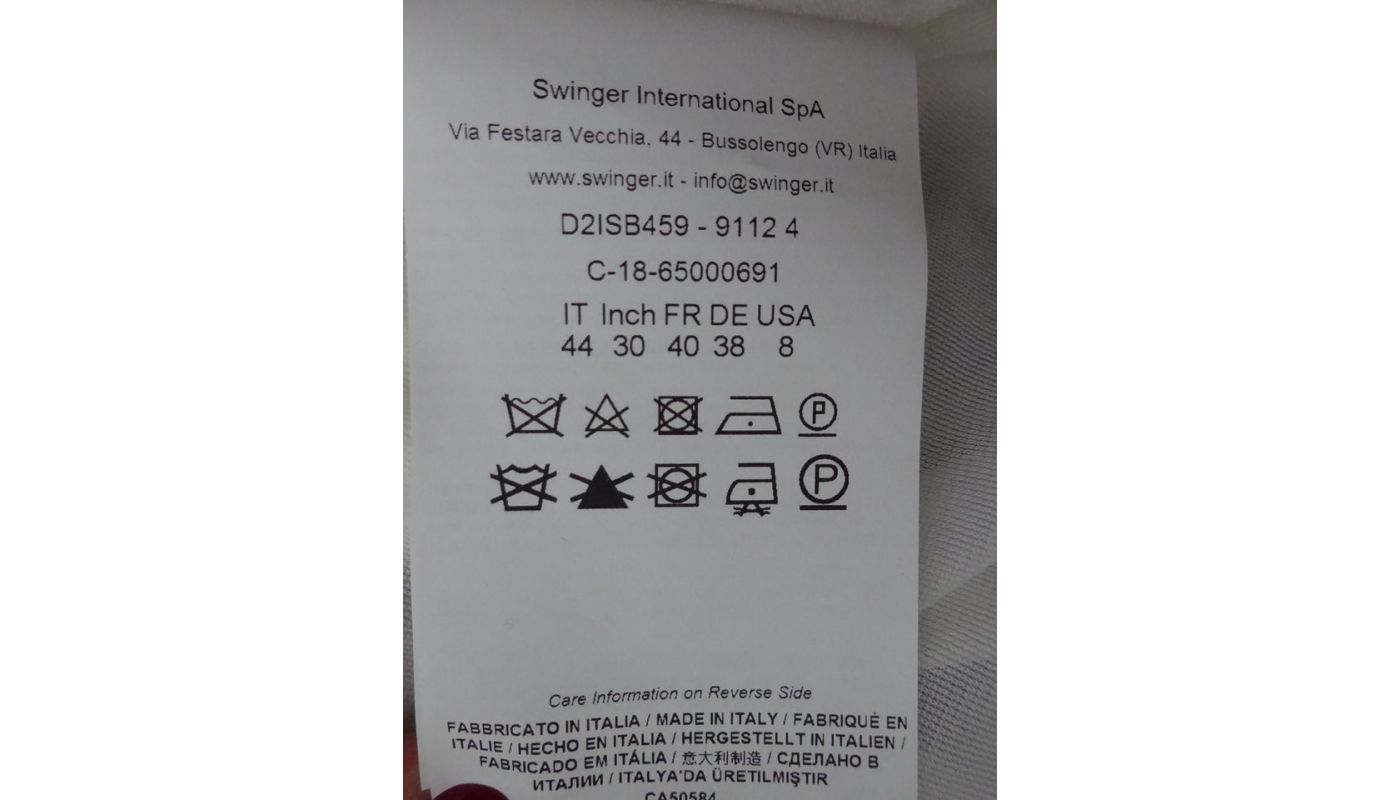 Swinger International SpA
Via Festara Vecchia, 44 - Bussolengo (VR) Italia
www.swinger.it - info@swinger.it
D2ISB459 - 9112 4
C-18-65000691
IT Inch FR DE USA
44 30 40 38 8
P
P
Care Information on Reverse Side
FABBRICATO IN ITALIA / MADE IN ITALY / FABRIQUÉ EN
ITALIE / HECHO EN ITALIA / HERGESTELLT IN ITALIEN /
FABRICADO EM ITÁLIA / 意大利制造 / СДЕЛАНО В
ИТАЛИИ / ITALYA'DA ÜRETILMIŞTIR
CA50584